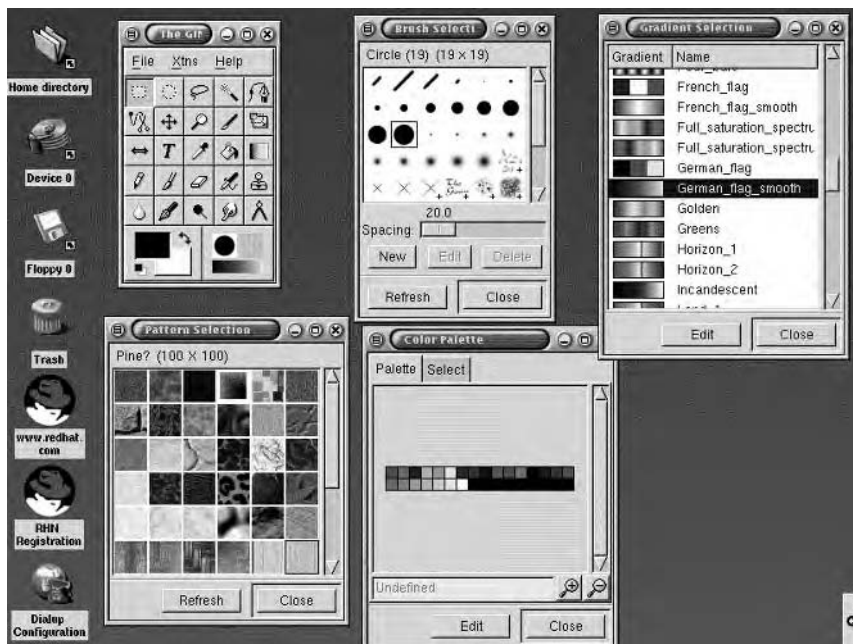 Home directory
Device 0
Floppy 0
Trash
www.redhat.
com
RHN
Registration
Dialup
Configuration
The GI
File Xtns Help
Brush Selecti
Circle (19) (19 × 19)
20.0
Spacing:
New Edit Delete
Refresh Close
Gradient Selection
Gradient Name
French_flag
French_flag_smooth
Full_saturation_spectru
Full_saturation_spectru
German_flag
German_flag_smooth
Golden
Greens
Horizon_1
Horizon_2
Incandescent
Edit Close
Pattern Selection
Pine? (100 X 100)
Refresh Close
Color Palette
Palette Select
Undefined
Edit Close